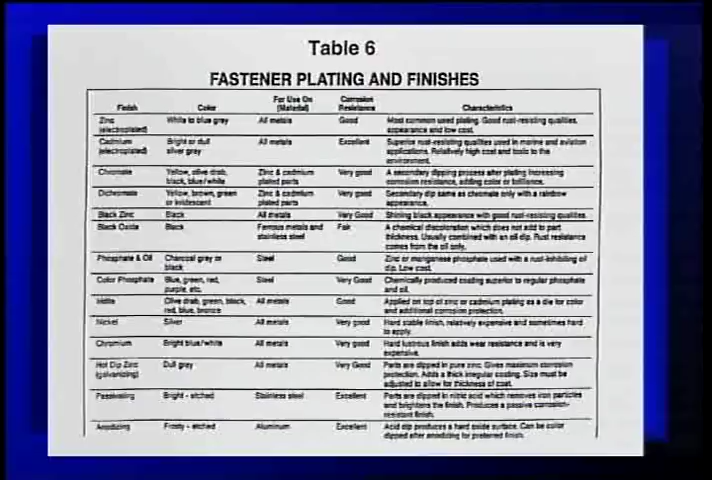 Table 6
FASTENER PLATING AND FINISHES
Finish Color For Use On (Material) Corrosion Resistance Characteristics
Zinc White to blue grey All metals Good Most common used plating. Good rust-resisting qualities,
(electroplated) appearance and low cost.
Cadmium Bright or dull All metals Excellent Superior rust-resisting qualities used in marine and aviation
(electroplated) silver grey applications. Relatively high cost and toxic to the
environment.
Chromate Yellow, olive drab, Zinc & cadmium Very good A secondary dipping process after plating increasing
black, blue/white plated parts corrosion resistance, adding color or brilliance.
Dichromate Yellow, brown, green Zinc & cadmium Very good Secondary dip same as chromate only with a rainbow
or iridescent plated parts appearance.
Black Zinc Black All metals Very Good Shining black appearance with good rust-resisting qualities.
Black Oxide Black Ferrous metals and Fair A chemical discoloration which does not add to part
stainless steel thickness. Usually combined with an oil dip. Rust resistance
comes from the oil only.
Phosphate & Oil Charcoal grey or Steel Good Zinc or manganese phosphate used with a rust-inhibiting oil
black dip. Low cost.
Color Phosphate Blue, green, red, Steel Very Good Chemically produced coating superior to regular phosphate
purple, etc. and oil.
Olive drab, green, black, All metals Good Applied on top of zinc or cadmium plating as a die for color
red, blue, bronze and additional corrosion protection.
Nickel Silver All metals Very good Hard stable finish, relatively expensive and sometimes hard
to apply.
Chromium Bright blue/white All metals Very good Hard lustrous finish adds wear resistance and is very
expensive.
Hot Dip Zinc Dull grey All metals Very Good Parts are dipped in pure zinc. Gives maximum corrosion
(galvanizing) protection. Adds a thick irregular coating. Size must be
adjusted to allow for thickness of coat.
Passivating Bright - etched Stainless steel Excellent Parts are dipped in nitric acid which removes iron particles
and brightens the finish. Produces a passive corrosion-
resistant finish.
Anodizing Frosty - etched Aluminum Excellent Acid dip produces a hard oxide surface. Can be color
dipped after anodizing for preferred finish.